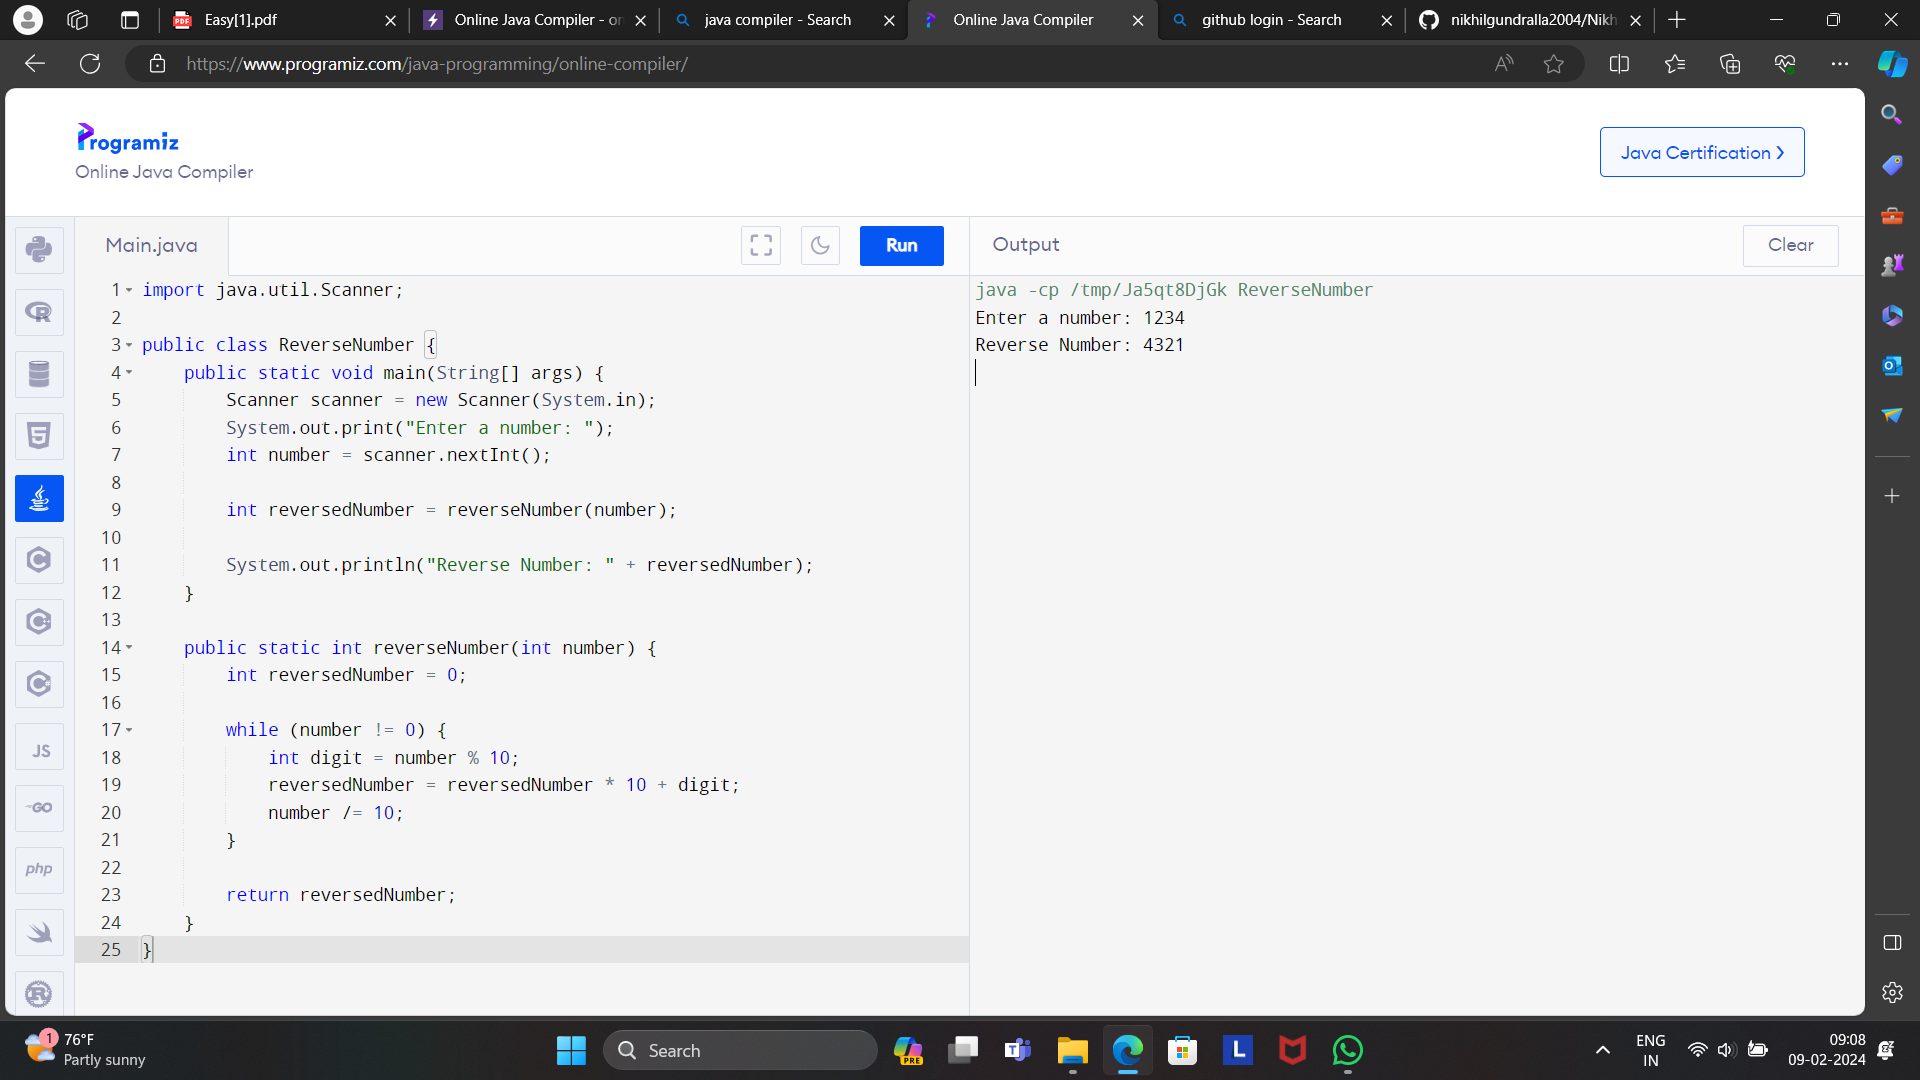 Easy[1].pdf
Online Java Compiler - on
java compiler - Search
Online Java Compiler
github login - Search
nikhilgundralla2004/Nikh
https://www.programiz.com/java-programming/online-compiler/
Programiz
Online Java Compiler
Java Certification >
Main.java
Run
Output
Clear
1 import java.util.Scanner;
2
3 public class ReverseNumber {
4 public static void main(String[] args) {
5 Scanner scanner = new Scanner(System.in);
6 System.out.print("Enter a number: ");
7 int number = scanner.nextInt();
8
9 int reversedNumber = reverseNumber(number);
10
11 System.out.println("Reverse Number: " + reversedNumber);
12 }
13
14 public static int reverseNumber(int number) {
15 int reversedNumber = 0;
16
17 while (number != 0) {
18 int digit = number % 10;
19 reversedNumber = reversedNumber * 10 + digit;
20 number /= 10;
21 }
22
23 return reversedNumber;
24 }
25 }
java -cp /tmp/Ja5qt8DjGk ReverseNumber
Enter a number: 1234
Reverse Number: 4321
JS
GO
php
1
76°F
Partly sunny
Search
PRE
L
ENG
IN
09:08
09-02-2024